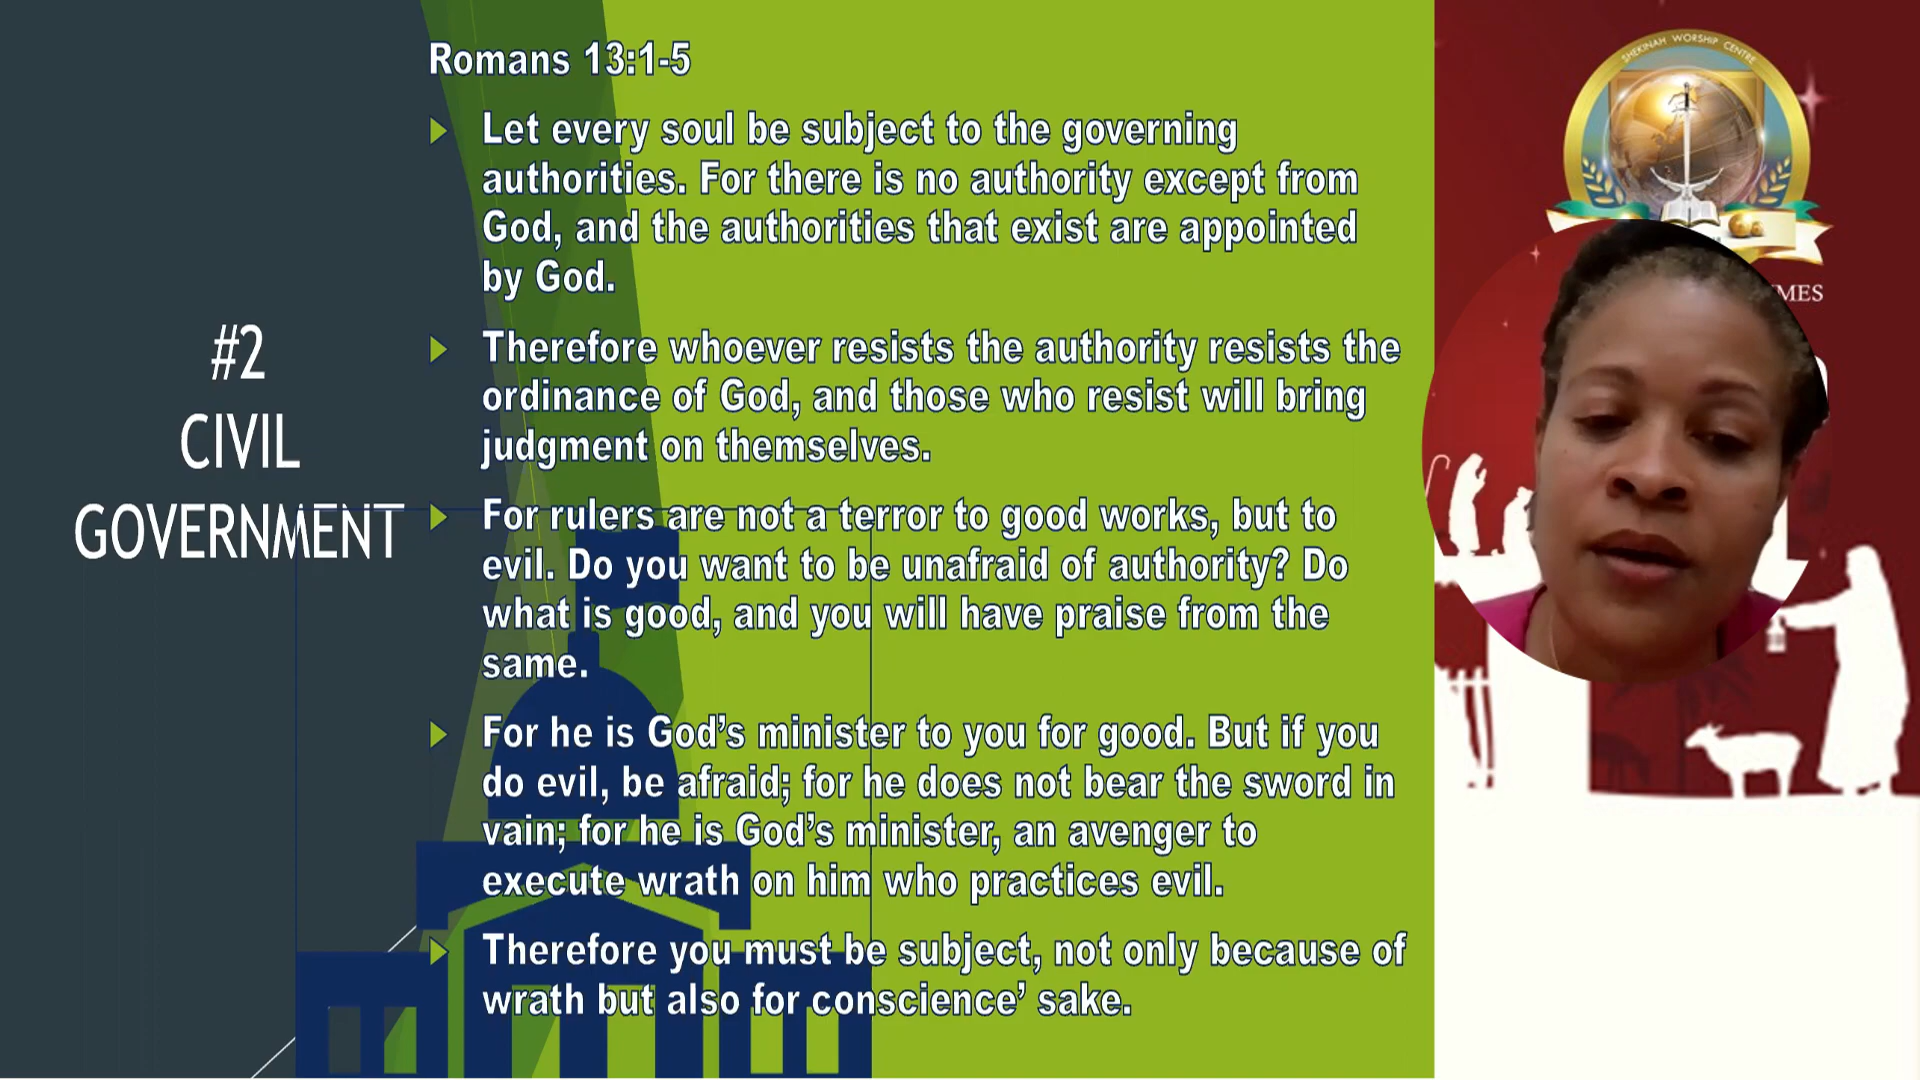 #2
CIVIL
GOVERNMENT
Romans 13:1-5
Let every soul be subject to the governing
authorities. For there is no authority except from
God, and the authorities that exist are appointed
by God.
Therefore whoever resists the authority resists the
ordinance of God, and those who resist will bring
judgment on themselves.
For rulers are not a terror to good works, but to
evil. Do you want to be unafraid of authority? Do
what is good, and you will have praise from the
same.
For he is God’s minister to you for good. But if you
do evil, be afraid; for he does not bear the sword in
vain; for he is God’s minister, an avenger to
execute wrath on him who practices evil.
Therefore you must be subject, not only because of
wrath but also for conscience’ sake.
SHEKINAH WORSHIP CENTRE